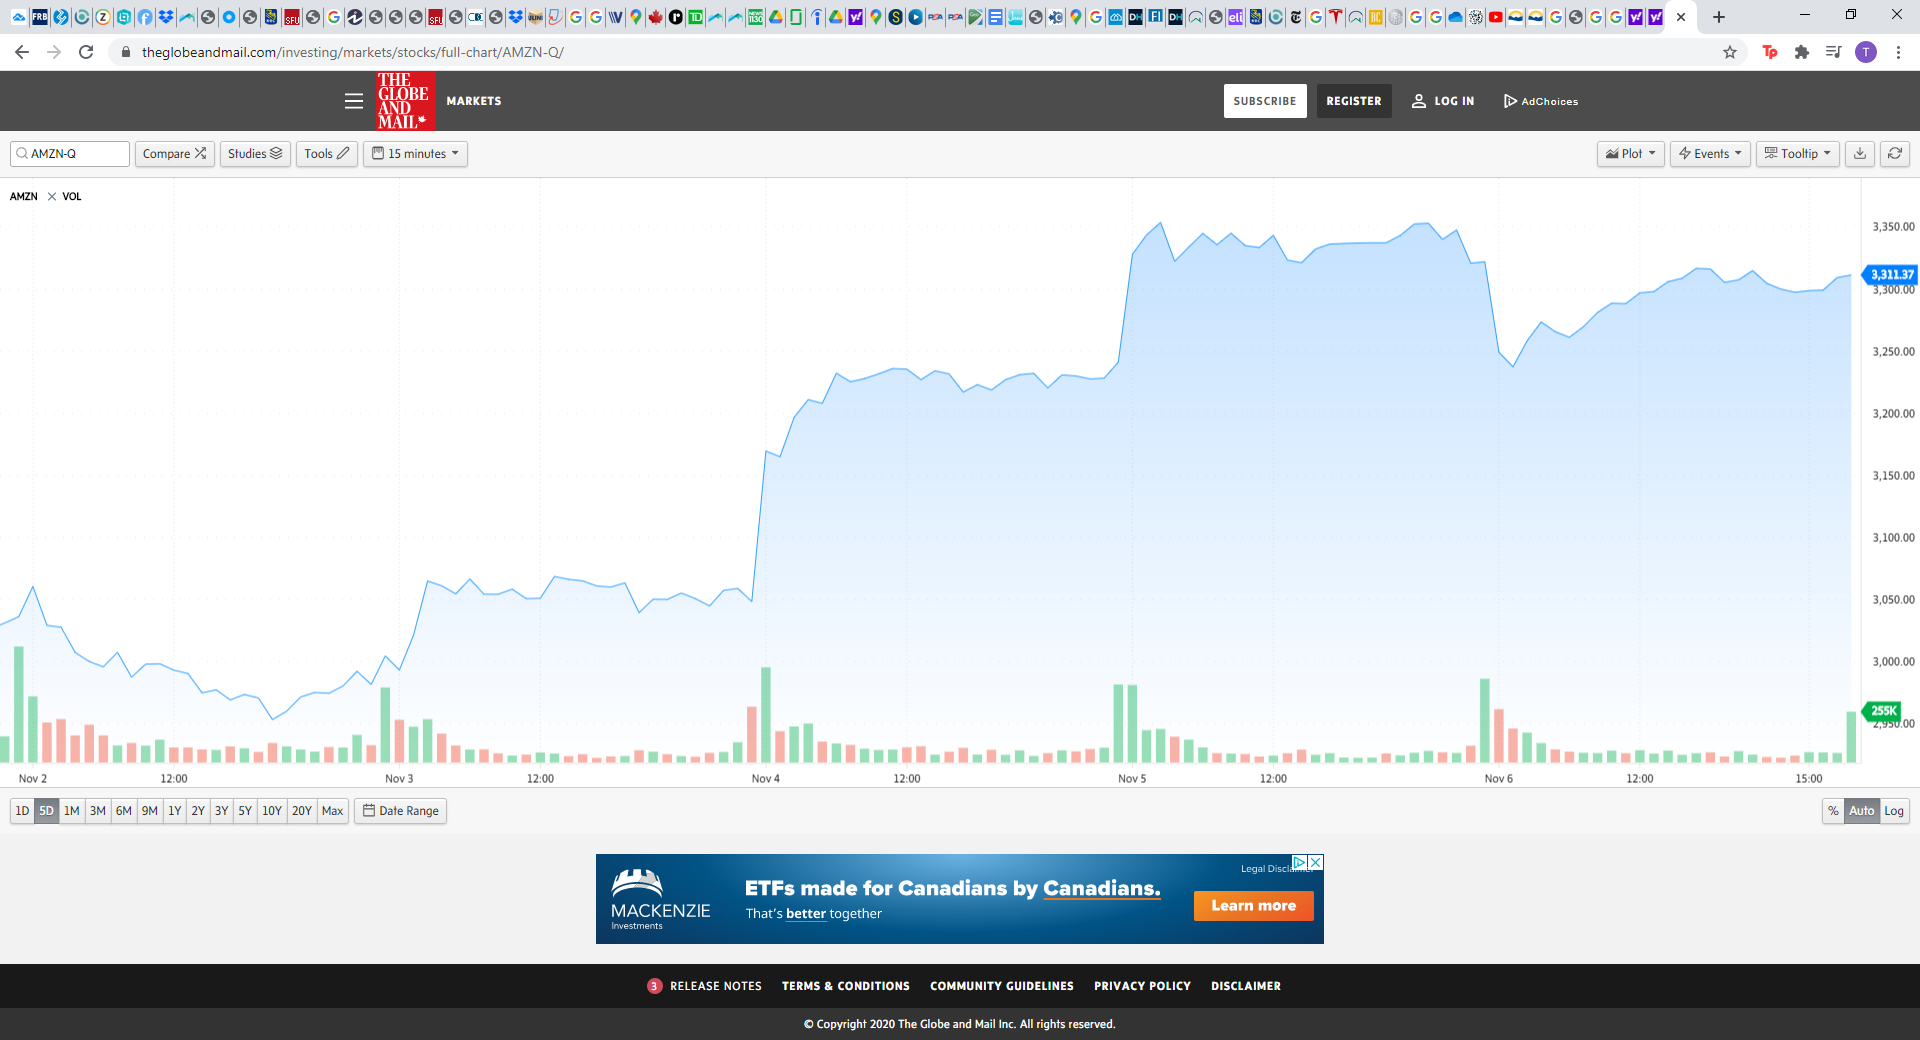 theglobeandmail.com/investing/markets/stocks/full-chart/AMZN-Q/
T
THE
GLOBE
AND
MAIL
MARKETS
SUBSCRIBE
REGISTER
LOG IN
AdChoices
AMZN-Q
Compare
Studies
Tools
15 minutes
Plot
Events
Tooltip
AMZN
VOL
3,350.00
3,311.37
3,300.00
3,250.00
3,200.00
3,150.00
3,100.00
3,050.00
3,000.00
255K
2,950.00
Nov 2
12:00
Nov 3
12:00
Nov 4
12:00
Nov 5
12:00
Nov 6
12:00
15:00
1D 5D 1M 3M 6M 9M 1Y 2Y 3Y 5Y 10Y 20Y Max
Date Range
% Auto Log
MACKENZIE
Investments
ETFs made for Canadians by Canadians.
That's better together
Legal
Learn more
3 RELEASE NOTES
TERMS & CONDITIONS
COMMUNITY GUIDELINES
PRIVACY POLICY
DISCLAIMER
© Copyright 2020 The Globe and Mail Inc. All rights reserved.